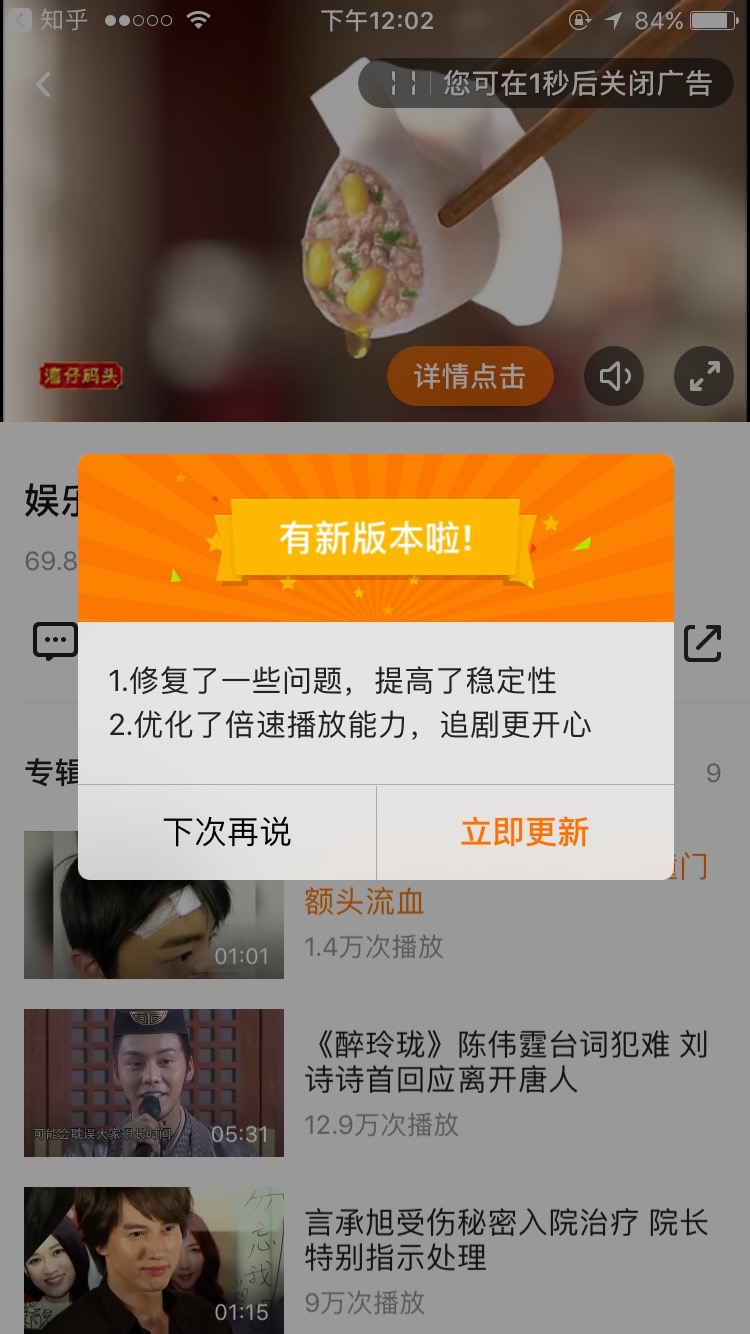 知乎
下午12:02
84%
您可在1秒后关闭广告
湾仔码头
详情点击
娱乐
69.8
有新版本啦!
1.修复了一些问题，提高了稳定性
2.优化了倍速播放能力，追剧更开心
下次再说
立即更新
专辑
9
门
额头流血
1.4万次播放
01:01
《醉玲珑》陈伟霆台词犯难 刘
诗诗首回应离开唐人
12.9万次播放
可能会耽误大家很长时间
05:31
言承旭受伤秘密入院治疗 院长
特别指示处理
9万次播放
勿忘我
01:15